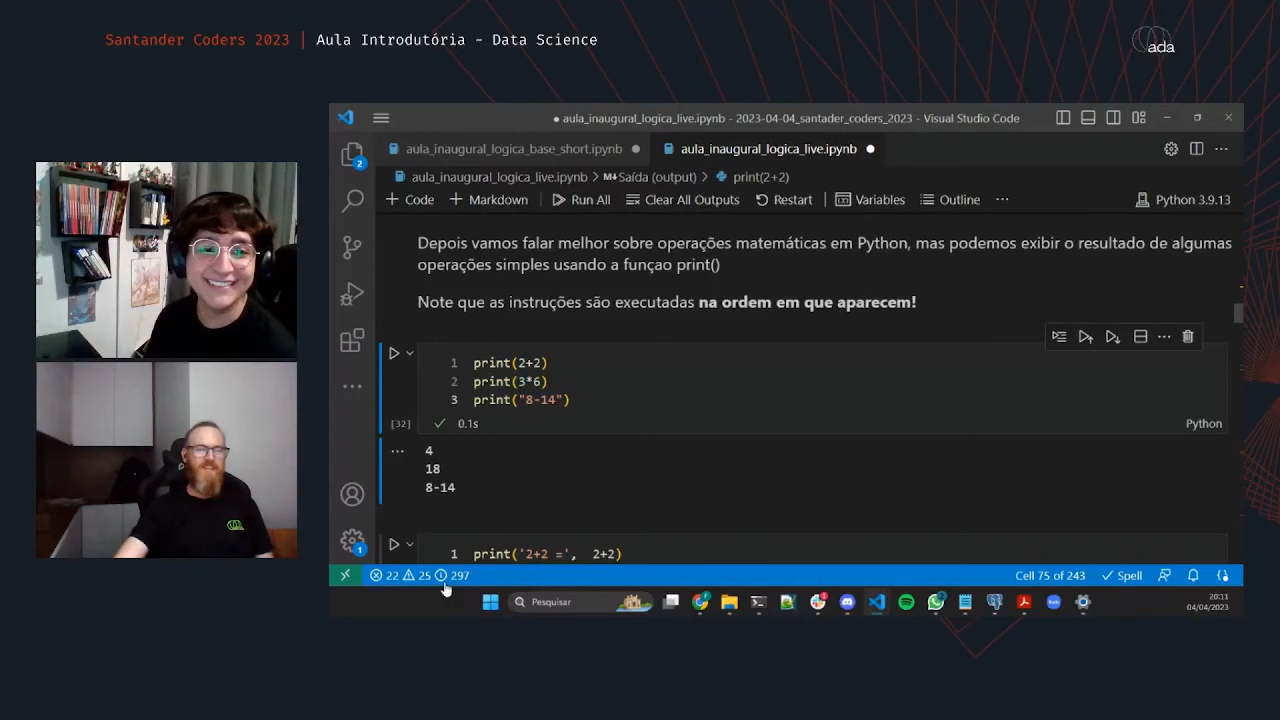 Santander Coders 2023 | Aula Introdutória - Data Science
ada
● aula_inaugural_logica_live.ipynb - 2023-04-04_santader_coders_2023 - Visual Studio Code
aula_inaugural_logica_base_short.ipynb ● aula_inaugural_logica_live.ipynb ●
2
aula_inaugural_logica_live.ipynb > M↓Saída (output) > print(2+2)
+ Code + Markdown Run All Clear All Outputs Restart Variables Outline ··· Python 3.9.13
Depois vamos falar melhor sobre operações matemáticas em Python, mas podemos exibir o resultado de algumas
operações simples usando a funçao print()
Note que as instruções são executadas na ordem em que aparecem!
1 print(2+2)
2 print(3*6)
3 print("8-14")
[32] ✓ 0.1s Python
4
18
8-14
1 print('2+2 =', 2+2)
1
22 25 297 Cell 75 of 243 ✓ Spell
Pesquisar
20:11
04/04/2023